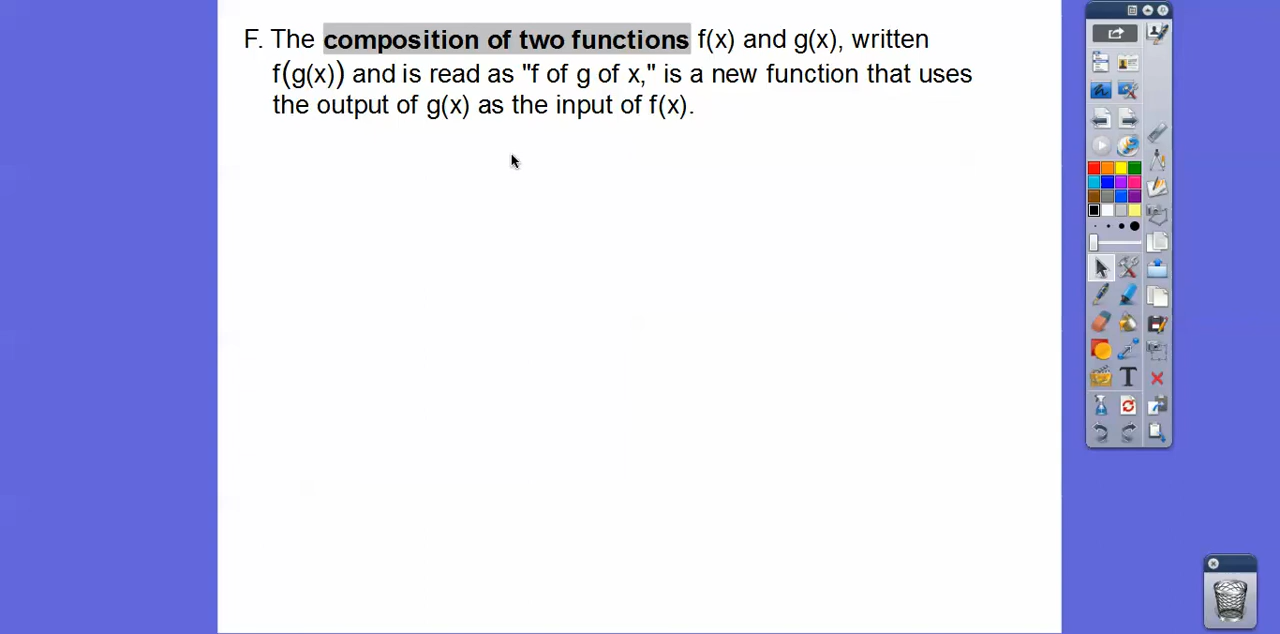 F. The composition of two functions f(x) and g(x), written
f(g(x)) and is read as "f of g of x," is a new function that uses
the output of g(x) as the input of f(x).